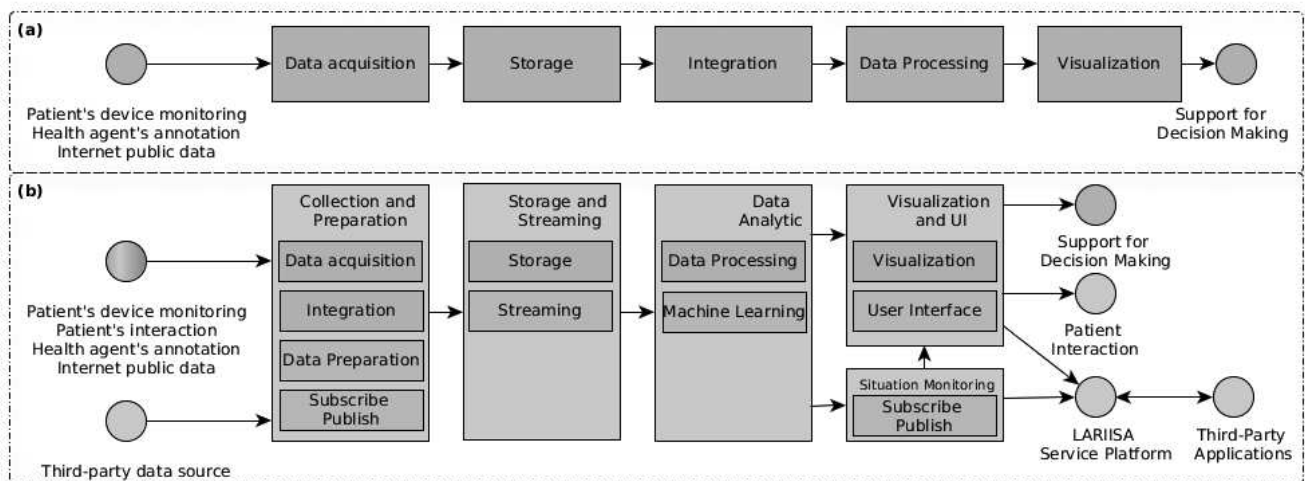 (a)
Data acquisition
Storage
Integration
Data Processing
Visualization
Patient's device monitoring
Health agent's annotation
Internet public data
Support for
Decision Making
(b)
Collection and
Preparation
Data acquisition
Integration
Data Preparation
Subscribe
Publish
Storage and
Streaming
Storage
Streaming
Data
Analytic
Data Processing
Machine Learning
Visualization
and UI
Visualization
User Interface
Situation Monitoring
Subscribe
Publish
Patient's device monitoring
Patient's interaction
Health agent's annotation
Internet public data
Third-party data source
Support for
Decision Making
Patient
Interaction
LARIISA
Service Platform
Third-Party
Applications